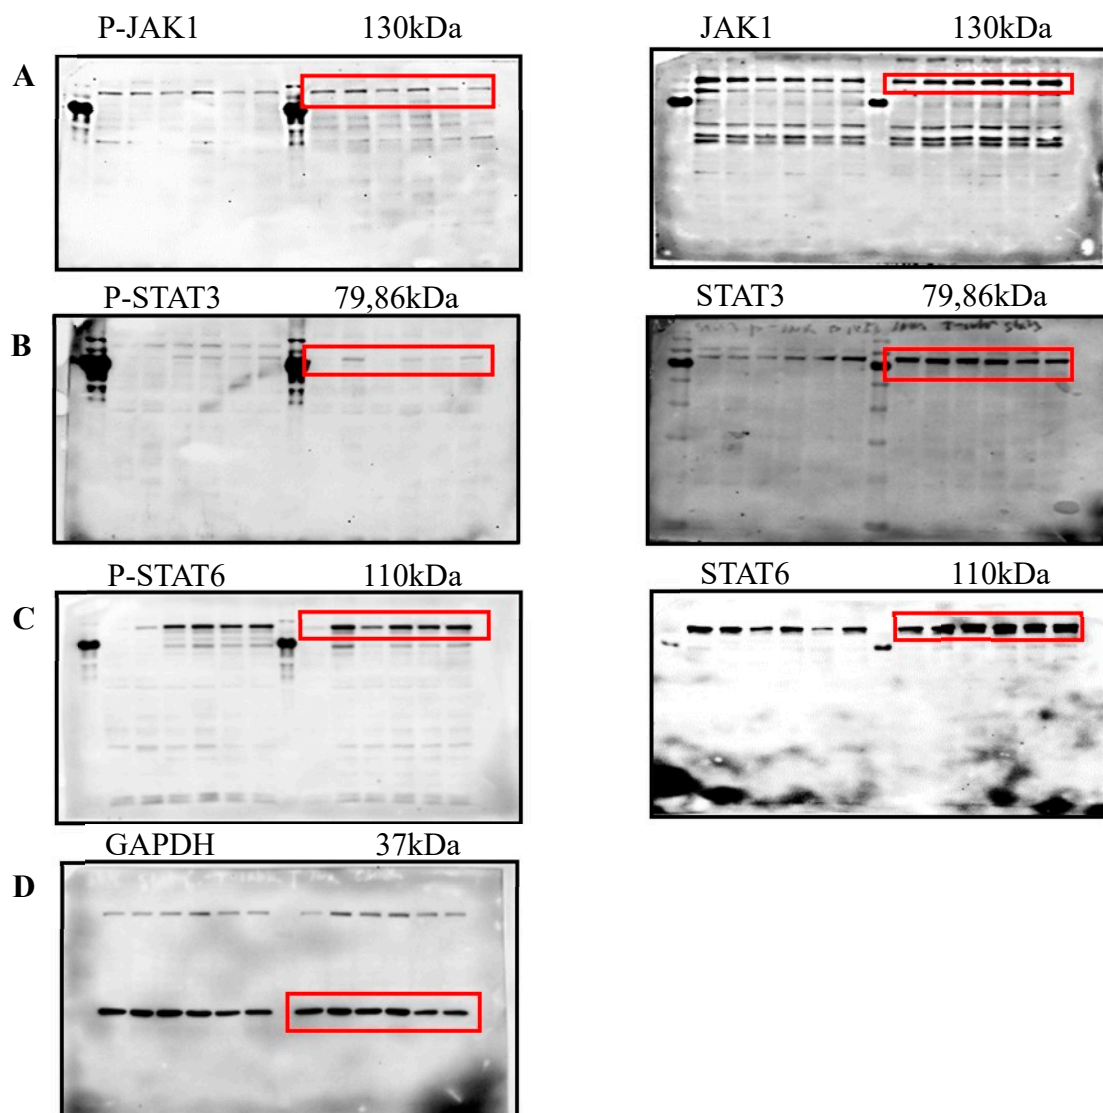 P-JAK1 130kDa JAK1 130kDa
A
P-STAT3 79,86kDa STAT3 79,86kDa
B
P-STAT6 110kDa STAT6 110kDa
C
GAPDH 37kDa
D